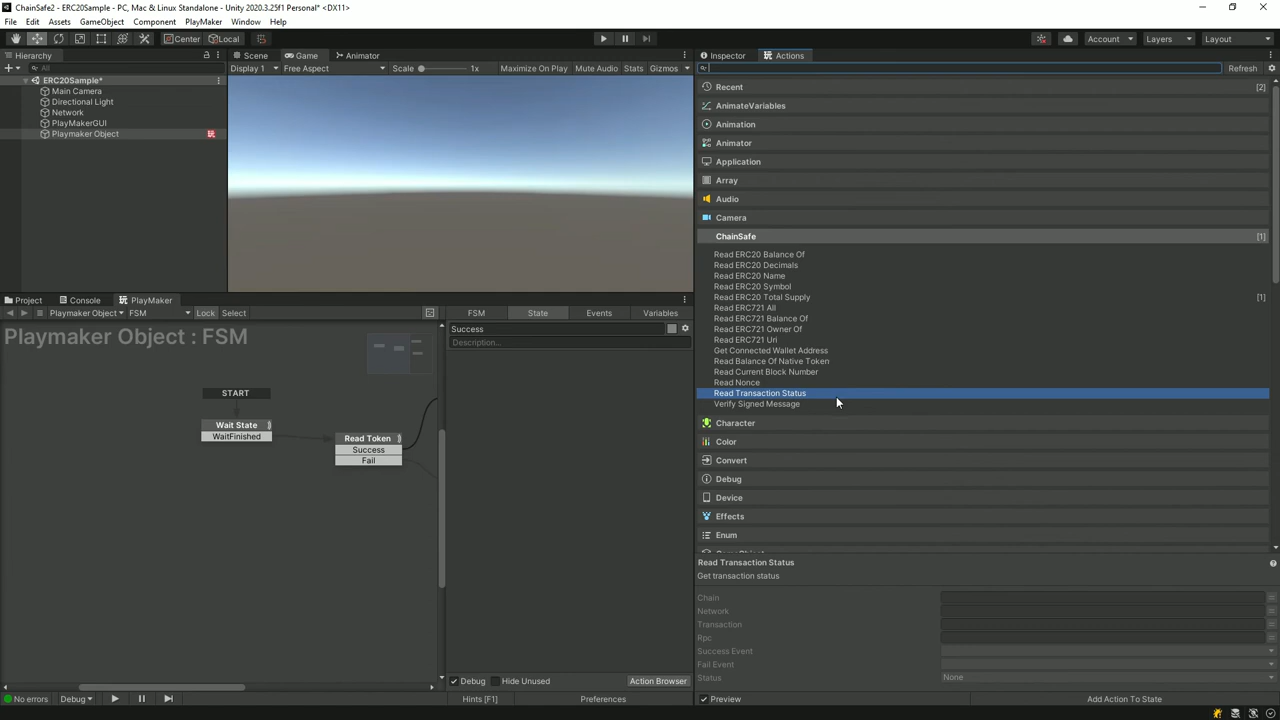 ChainSafe2 - ERC20Sample - PC, Mac & Linux Standalone - Unity 2020.3.25f1 Personal* <DX11>
File Edit Assets GameObject Component PlayMaker Window Help
Center Local Account Layers Layout
Hierarchy Scene Game Animator Inspector Actions
All Display 1 Free Aspect Scale 1x Maximize On Play Mute Audio Stats Gizmos Refresh
ERC20Sample*
Main Camera
Directional Light
Network
PlayMakerGUI
Playmaker Object
Recent [2]
AnimateVariables
Animation
Animator
Application
Array
Audio
Camera
ChainSafe [1]
Read ERC20 Balance Of
Read ERC20 Decimals
Read ERC20 Name
Read ERC20 Symbol
Read ERC20 Total Supply [1]
Read ERC721 All
Read ERC721 Balance Of
Read ERC721 Owner Of
Read ERC721 Uri
Get Connected Wallet Address
Read Balance Of Native Token
Read Current Block Number
Read Nonce
Read Transaction Status
Verify Signed Message
Character
Color
Convert
Debug
Device
Effects
Enum
Project Console PlayMaker
Playmaker Object FSM Lock Select FSM State Events Variables
Playmaker Object : FSM
Success
Description...
START
Wait State
WaitFinished
Read Token
Success
Fail
Read Transaction Status
Get transaction status
Chain
Network
Transaction
Rpc
Success Event
Fail Event
Status None
Debug Hide Unused Action Browser
No errors Debug Hints [F1] Preferences Preview Add Action To State